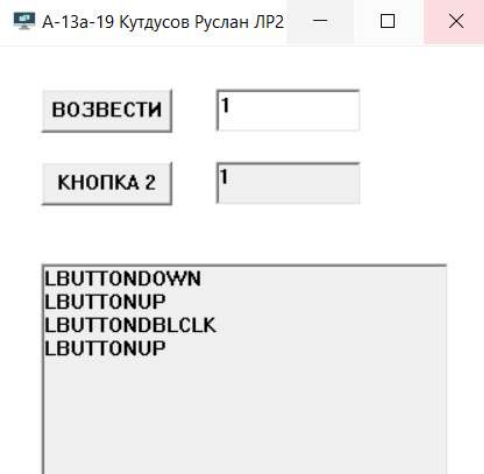 А-13а-19 Кутдусов Руслан ЛР2
ВОЗВЕСТИ 1
КНОПКА 2 1
LBUTTONDOWN
LBUTTONUP
LBUTTONDBLCLK
LBUTTONUP